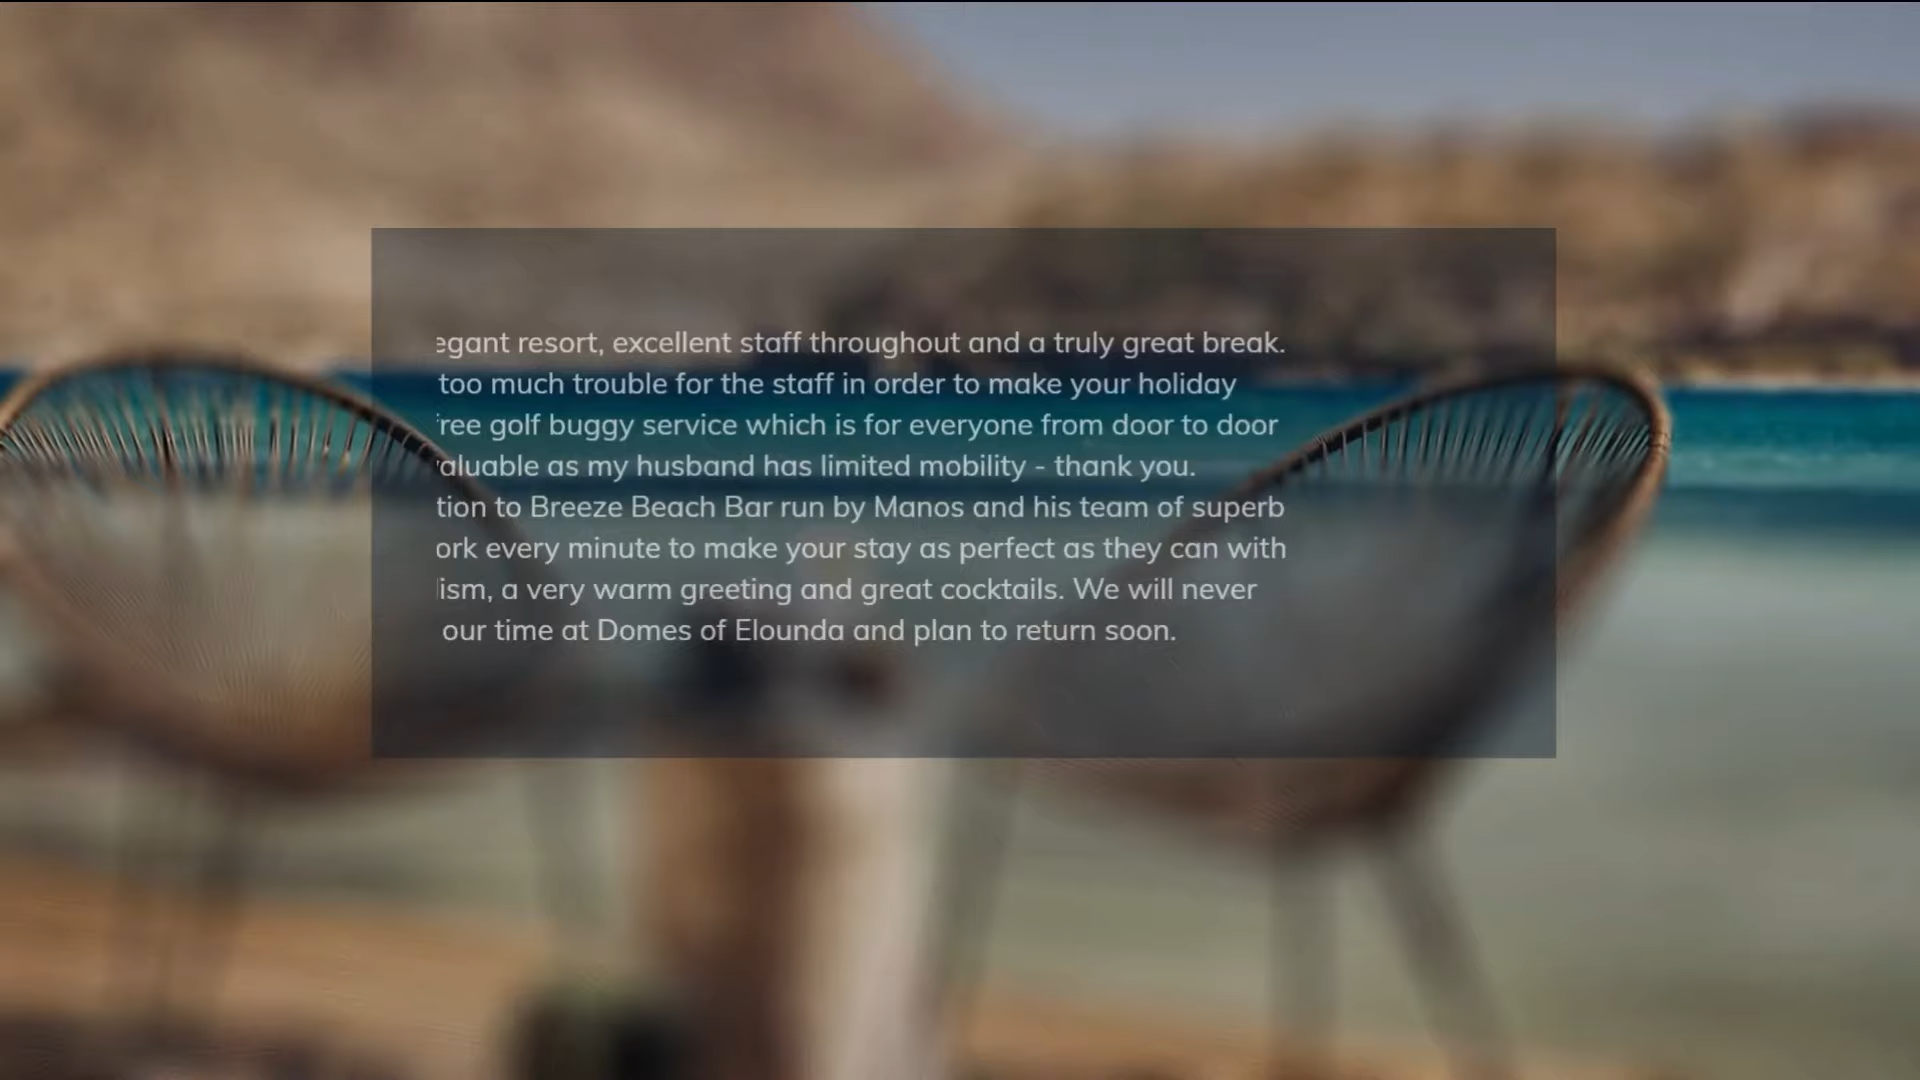 egant resort, excellent staff throughout and a truly great break.
too much trouble for the staff in order to make your holiday
ree golf buggy service which is for everyone from door to door
aluable as my husband has limited mobility - thank you.
tion to Breeze Beach Bar run by Manos and his team of superb
ork every minute to make your stay as perfect as they can with
lism, a very warm greeting and great cocktails. We will never
our time at Domes of Elounda and plan to return soon.